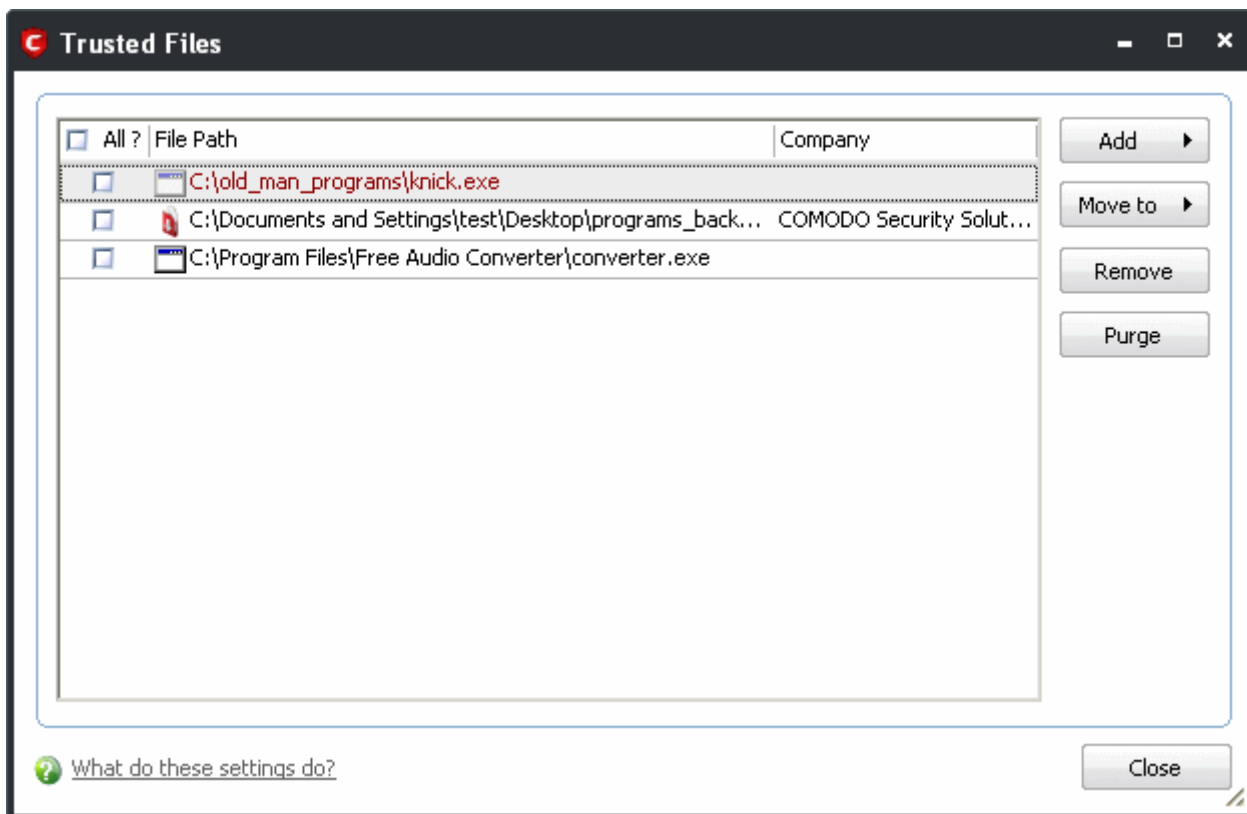 Trusted Files
All ? File Path Company
C:\old_man_programs\knick.exe
C:\Documents and Settings\test\Desktop\programs_back... COMODO Security Solut...
C:\Program Files\Free Audio Converter\converter.exe
Add
Move to
Remove
Purge
What do these settings do?
Close